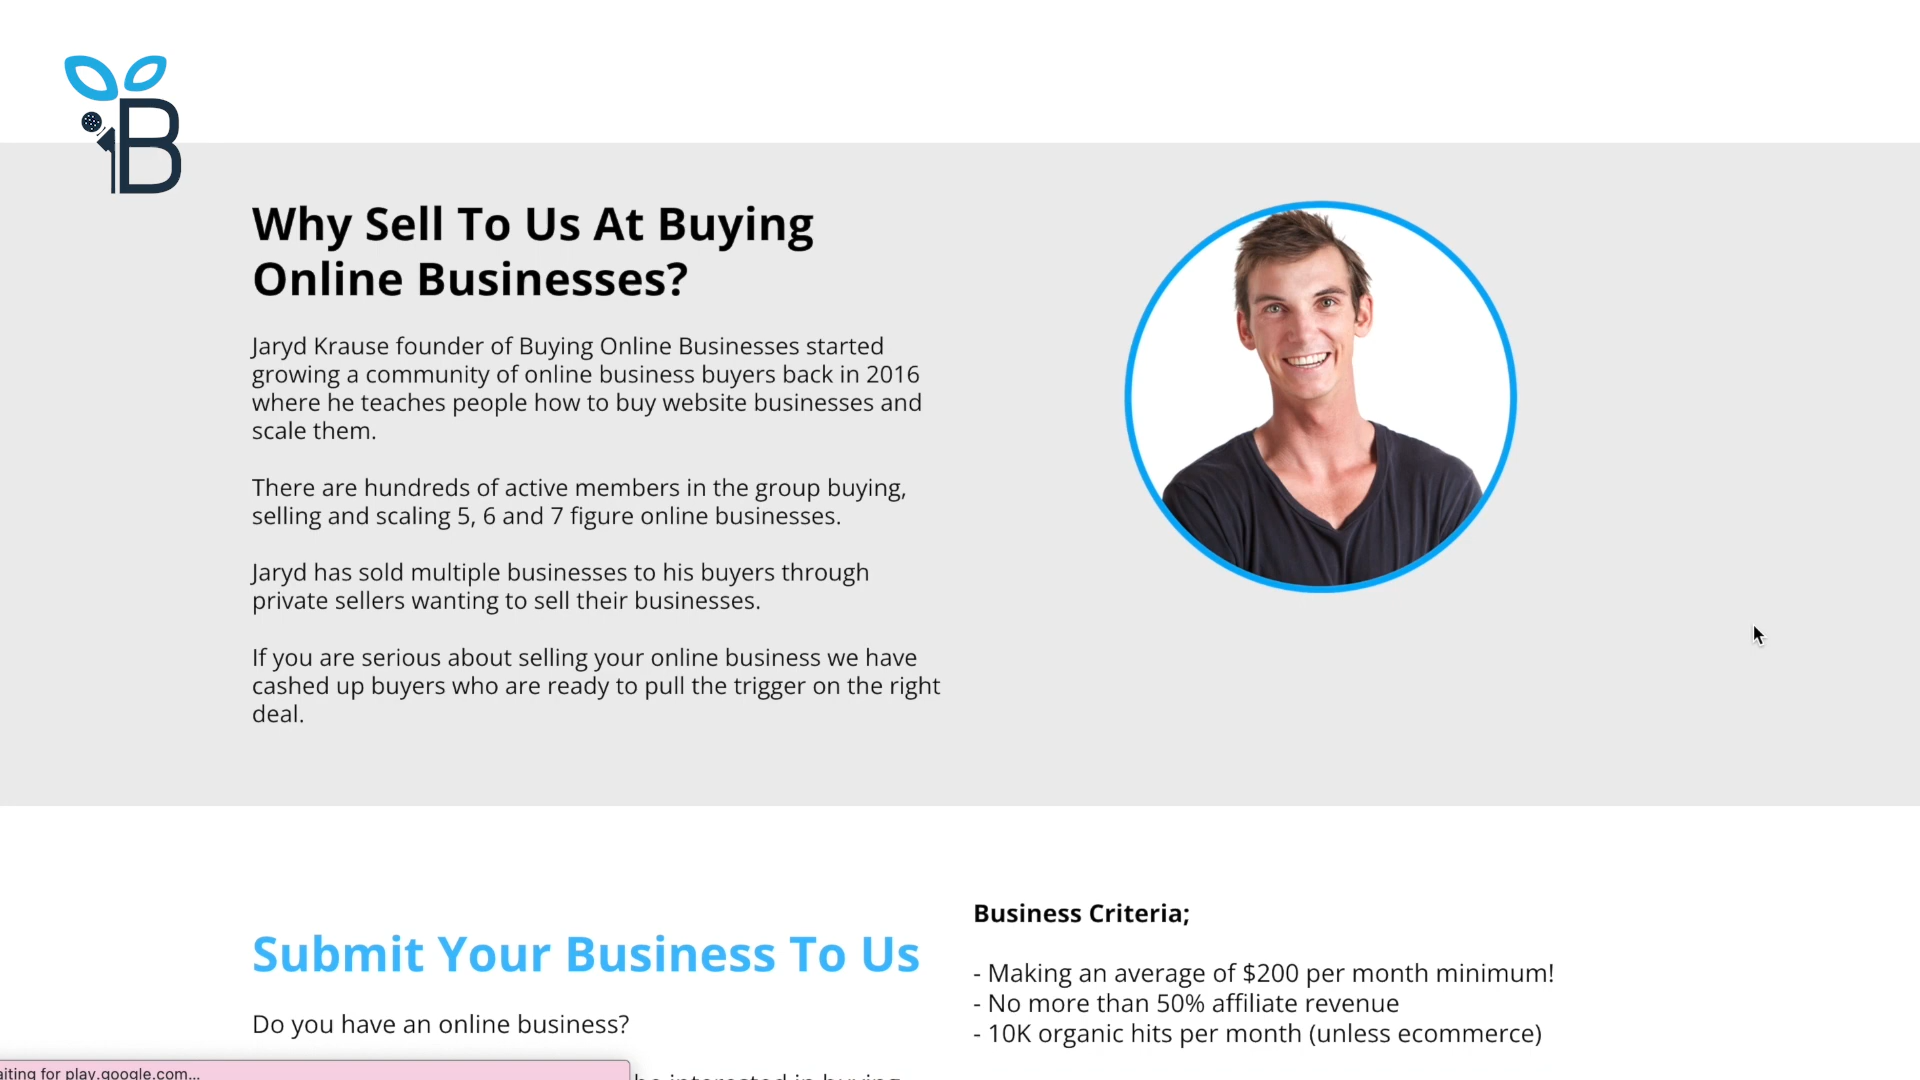 B
Why Sell To Us At Buying
Online Businesses?
Jaryd Krause founder of Buying Online Businesses started
growing a community of online business buyers back in 2016
where he teaches people how to buy website businesses and
scale them.
There are hundreds of active members in the group buying,
selling and scaling 5, 6 and 7 figure online businesses.
Jaryd has sold multiple businesses to his buyers through
private sellers wanting to sell their businesses.
If you are serious about selling your online business we have
cashed up buyers who are ready to pull the trigger on the right
deal.
Submit Your Business To Us
Do you have an online business?
be interested in buying
Business Criteria;
- Making an average of $200 per month minimum!
- No more than 50% affiliate revenue
- 10K organic hits per month (unless ecommerce)
aiting for play.google.com...